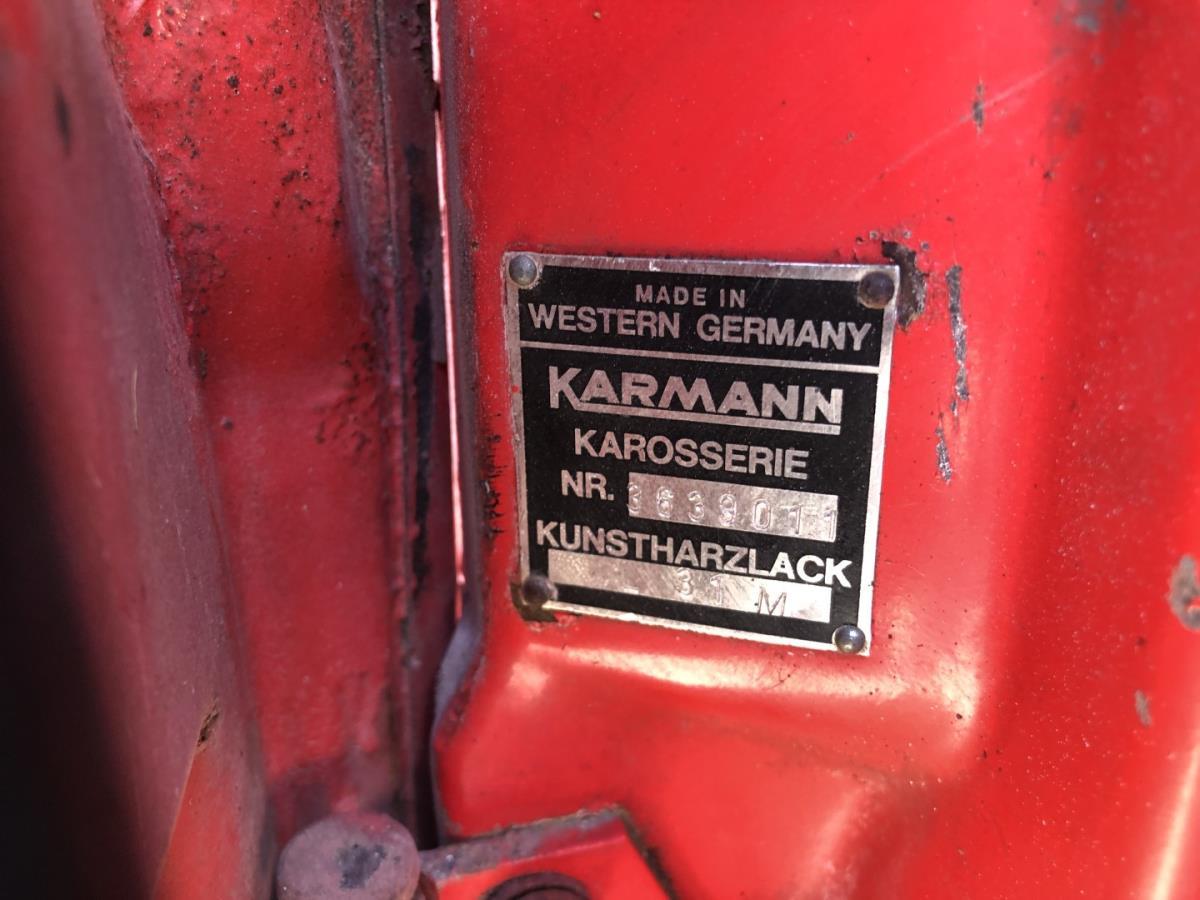 MADE IN
WESTERN GERMANY
KARMANN
KAROSSERIE
NR. 3639011
KUNSTHARZLACK
- 31 M